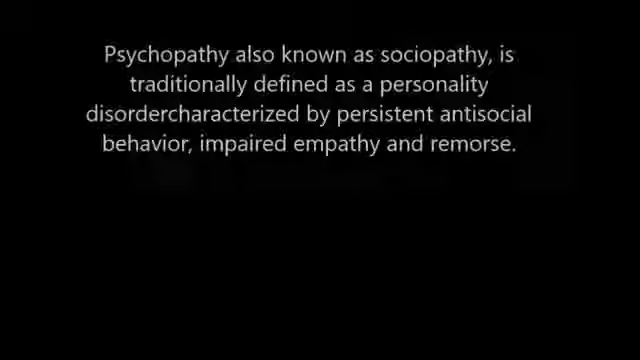 Psychopathy also known as sociopathy, is
traditionally defined as a personality
disordercharacterized by persistent antisocial
behavior, impaired empathy and remorse.